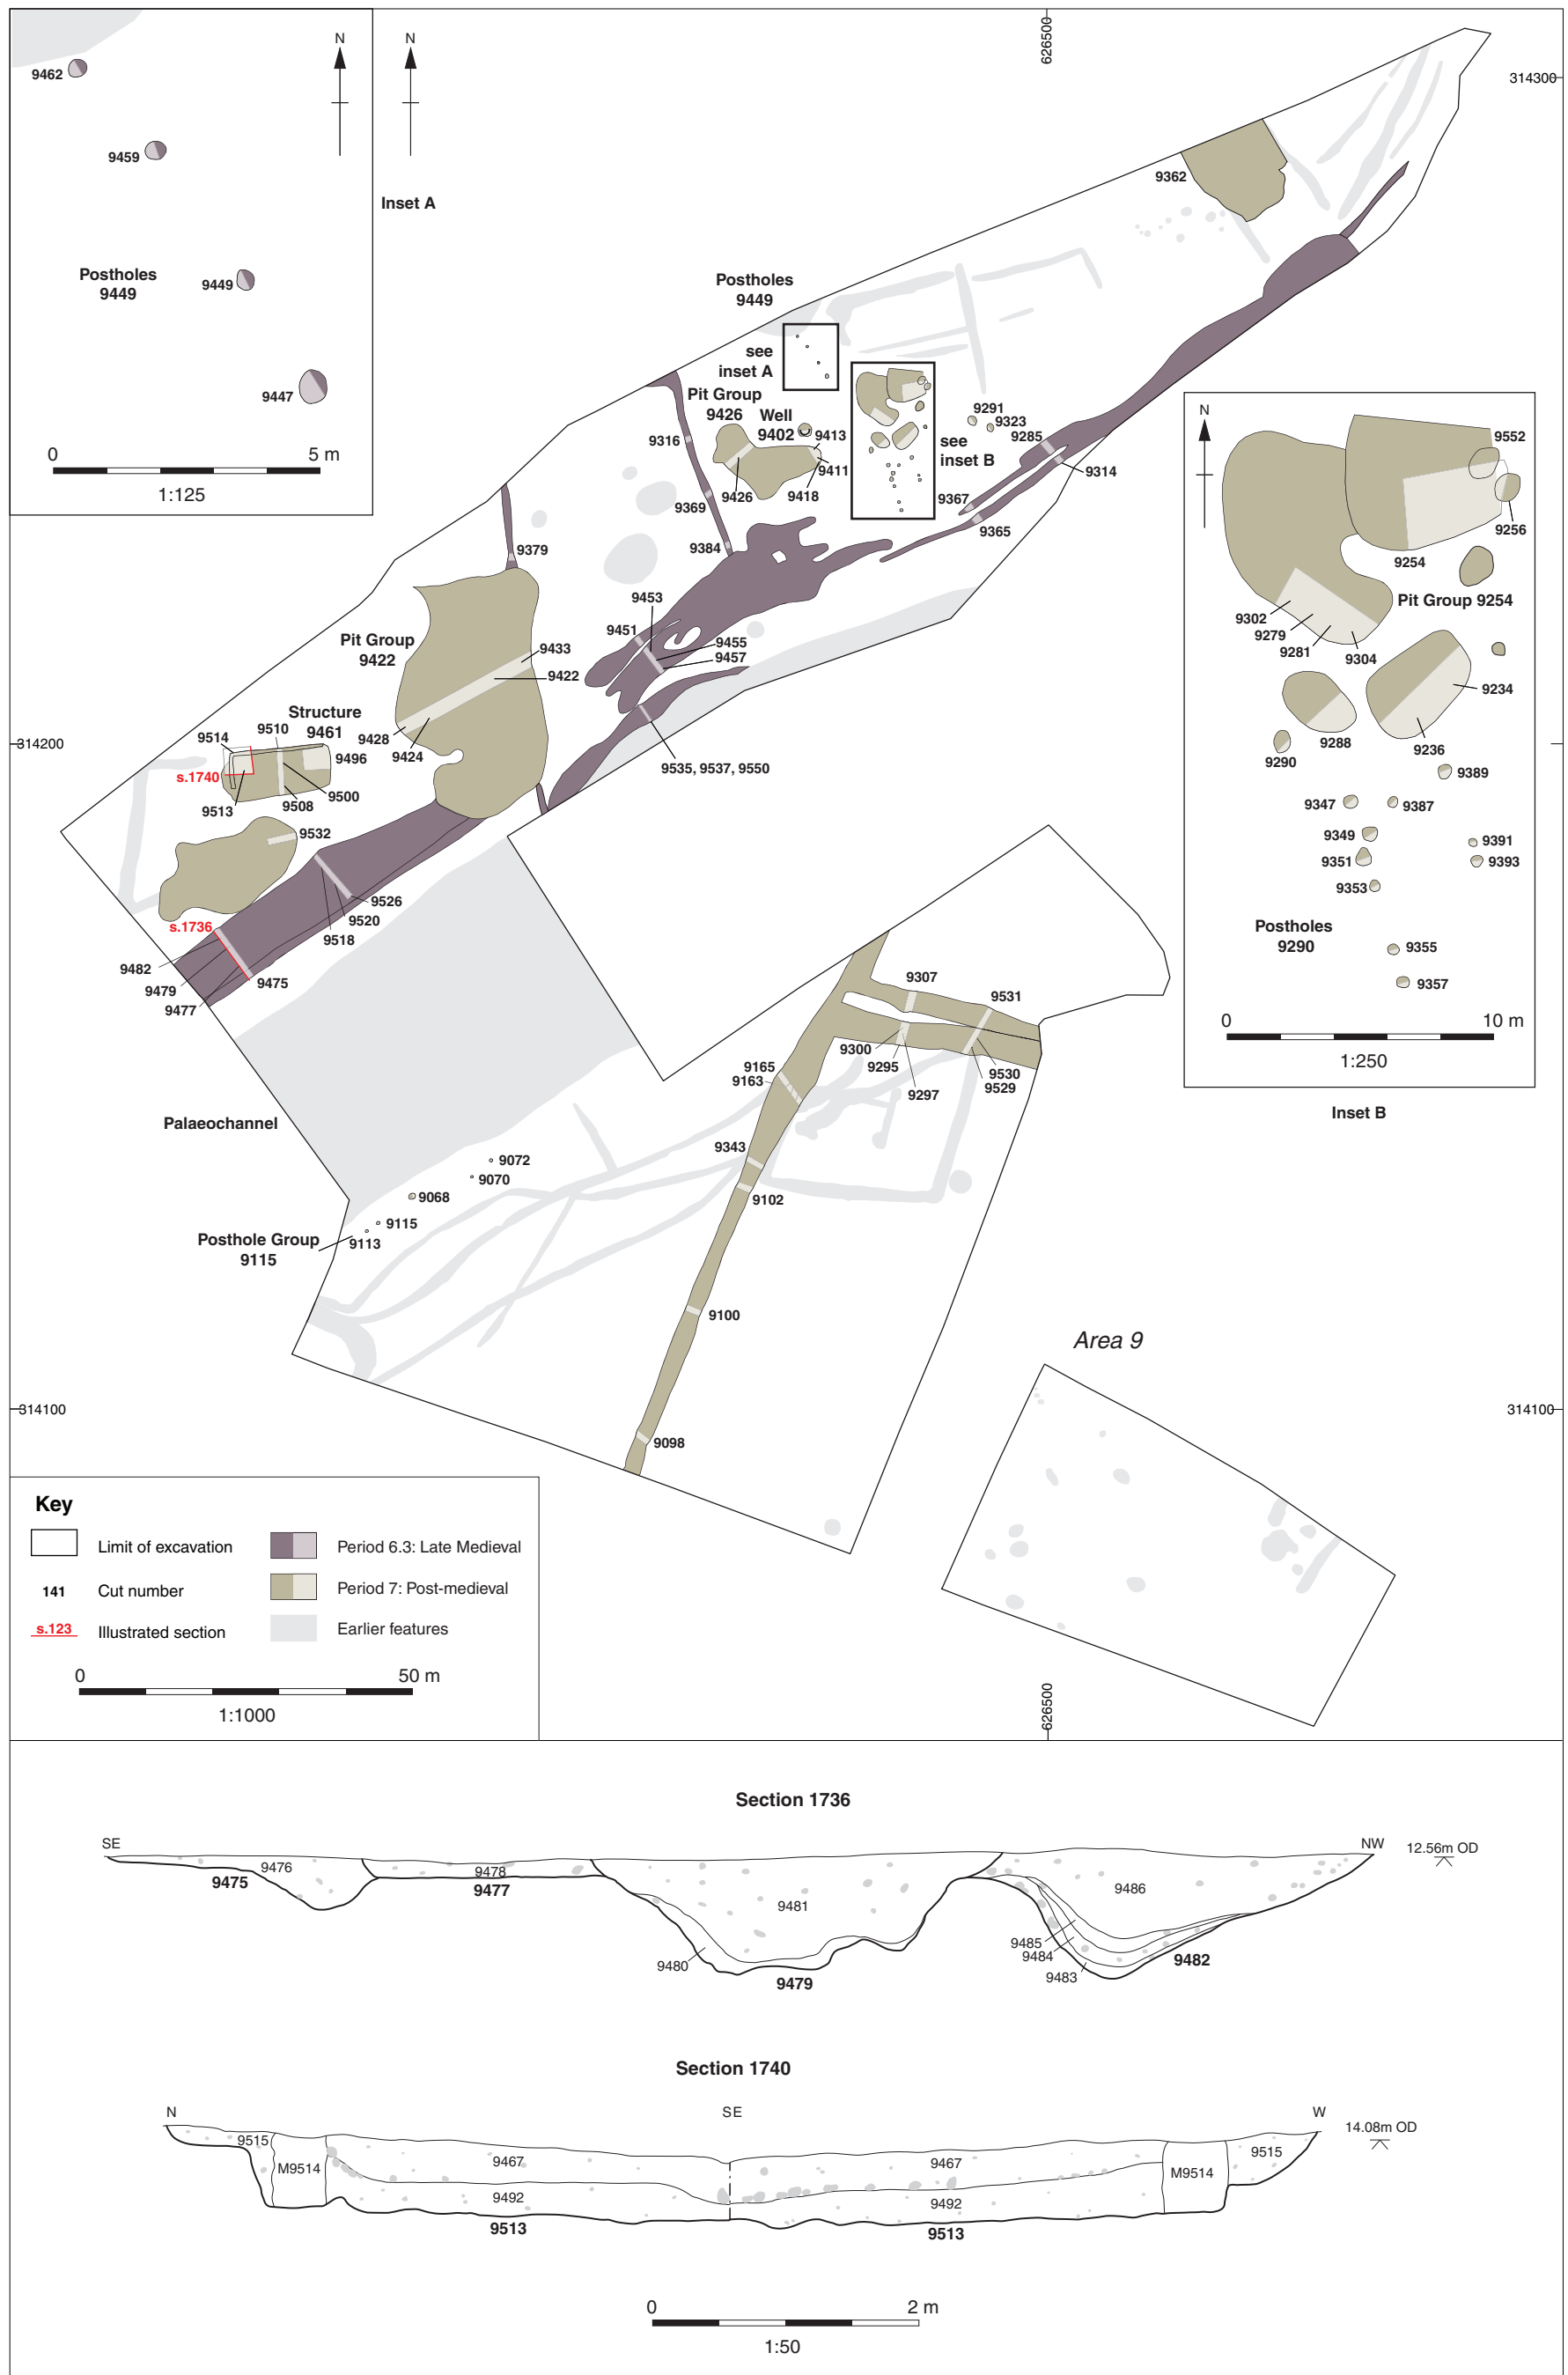 626500
314300
N
N
9462
9459
Inset A
Postholes
9449
9449
9447
0
5 m
1:125
9362
Postholes
9449
see
inset A
Pit Group
9426
Well
9402
9413
9411
9418
9426
9316
9369
9384
9291
9323
9285
9314
see
inset B
9367
9365
9379
9453
9451
9455
9457
Pit Group
9422
9433
9422
9428
9424
Structure
9461
9514
9510
9496
s.1740
9513
9508
9500
314200
9535, 9537, 9550
9532
9526
9520
9518
s.1736
9482
9479
9477
9475
N
9552
9256
9254
Pit Group 9254
9302
9279
9281
9304
9234
9236
9288
9290
9389
9347
9387
9349
9351
9391
9393
9353
Postholes
9290
9355
9357
0
10 m
1:250
Inset B
9307
9531
9300
9295
9297
9530
9529
9165
9163
9343
9102
9100
9098
Palaeochannel
9072
9070
9068
9115
9113
Posthole Group
9115
Area 9
314100
314100
Key
Limit of excavation
141
Cut number
s.123
Illustrated section
Period 6.3: Late Medieval
Period 7: Post-medieval
Earlier features
0
50 m
1:1000
626500
Section 1736
SE
NW
12.56m OD
9476
9475
9478
9477
9481
9480
9479
9486
9485
9484
9483
9482
Section 1740
N
SE
W
14.08m OD
9515
M9514
9467
9492
9513
9467
9492
9513
M9514
9515
0
2 m
1:50